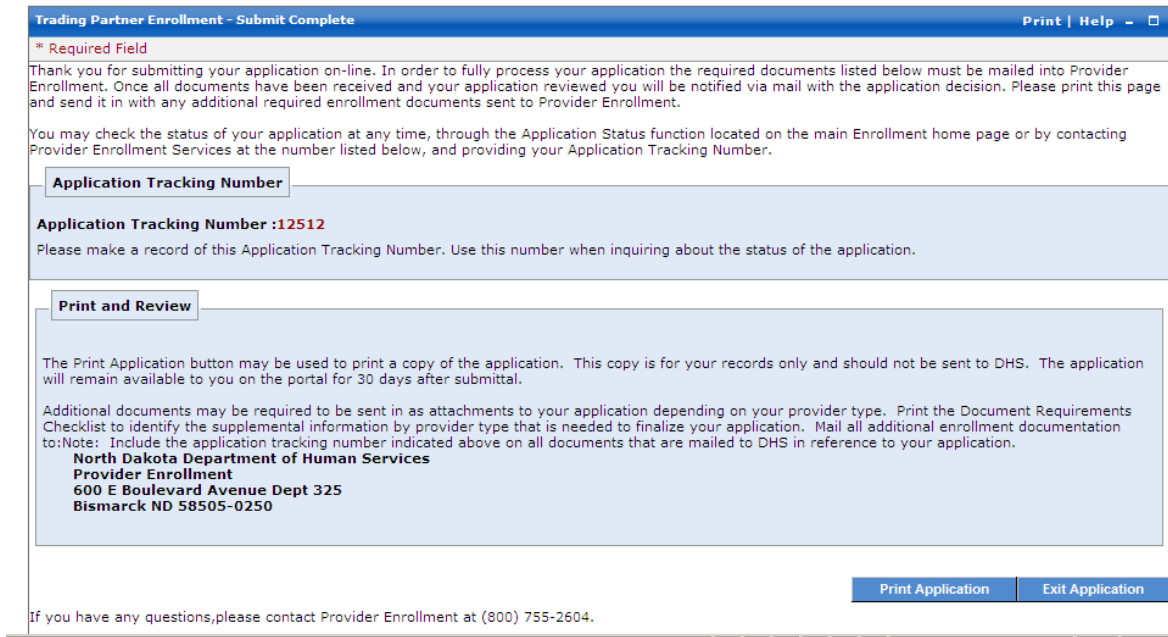 Trading Partner Enrollment - Submit Complete
Print | Help
* Required Field
Thank you for submitting your application on-line. In order to fully process your application the required documents listed below must be mailed into Provider
Enrollment. Once all documents have been received and your application reviewed you will be notified via mail with the application decision. Please print this page
and send it in with any additional required enrollment documents sent to Provider Enrollment.
You may check the status of your application at any time, through the Application Status function located on the main Enrollment home page or by contacting
Provider Enrollment Services at the number listed below, and providing your Application Tracking Number.
Application Tracking Number
Application Tracking Number :12512
Please make a record of this Application Tracking Number. Use this number when inquiring about the status of the application.
Print and Review
The Print Application button may be used to print a copy of the application. This copy is for your records only and should not be sent to DHS. The application
will remain available to you on the portal for 30 days after submittal.
Additional documents may be required to be sent in as attachments to your application depending on your provider type. Print the Document Requirements
Checklist to identify the supplemental information by provider type that is needed to finalize your application. Mail all additional enrollment documentation
to:Note: Include the application tracking number indicated above on all documents that are mailed to DHS in reference to your application.
North Dakota Department of Human Services
Provider Enrollment
600 E Boulevard Avenue Dept 325
Bismarck ND 58505-0250
Print Application
Exit Application
If you have any questions,please contact Provider Enrollment at (800) 755-2604.